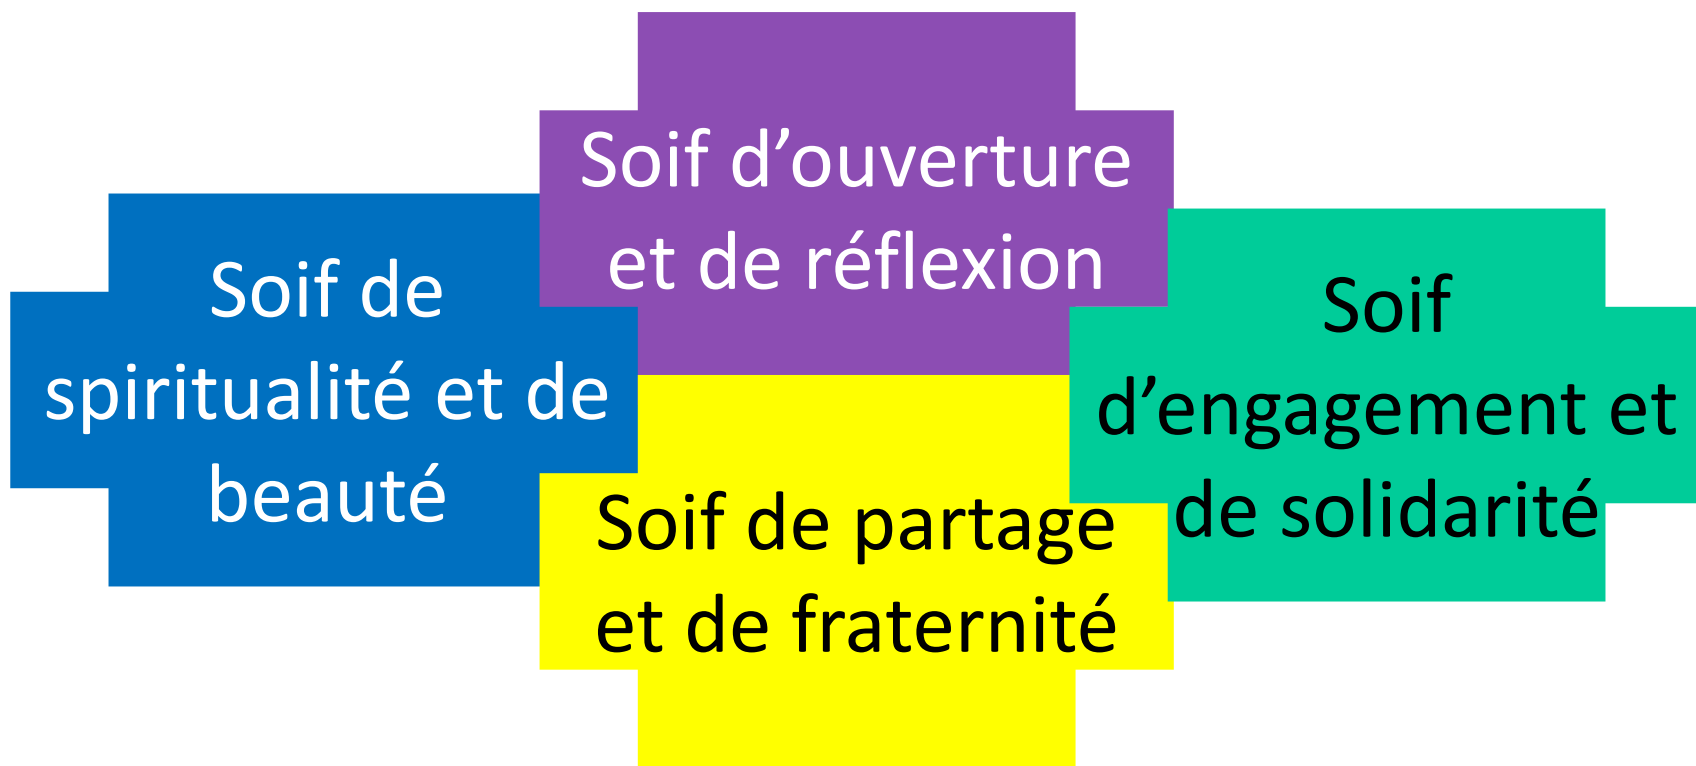 Soif d’ouverture
et de réflexion
Soif de
spiritualité et de
beauté
Soif
d’engagement et
de solidarité
Soif de partage
et de fraternité